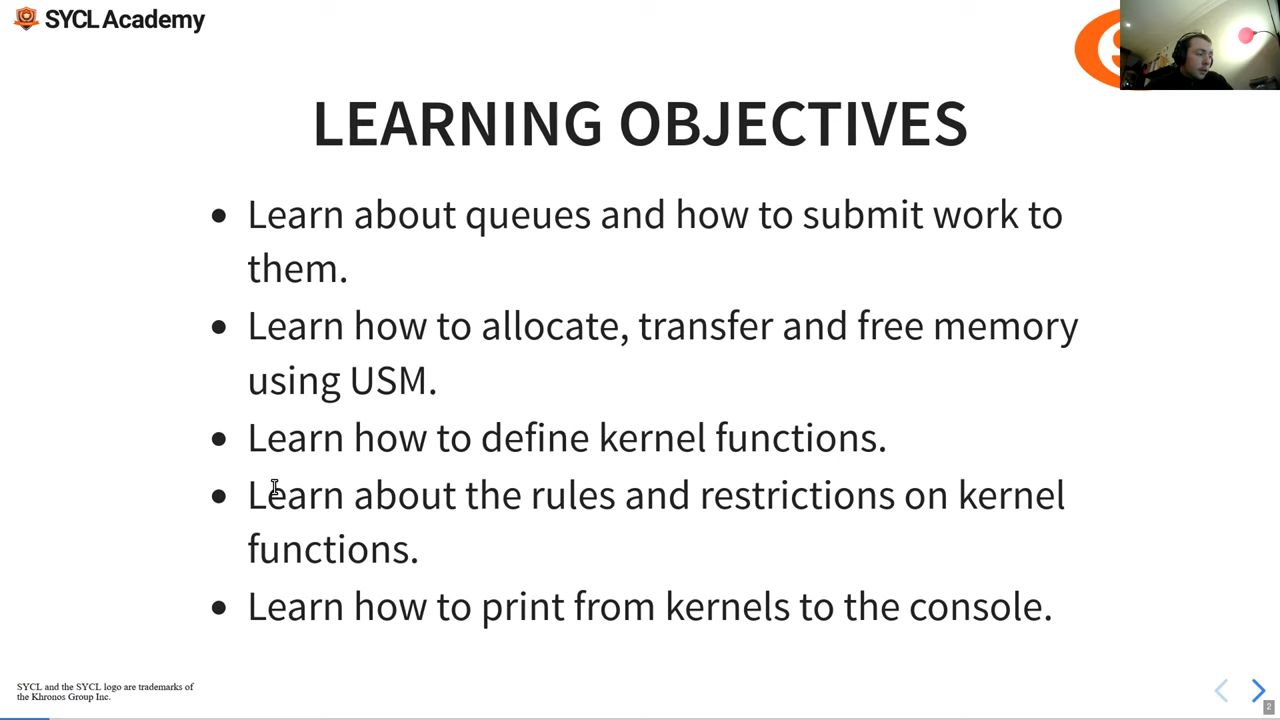 SYCL Academy
LEARNING OBJECTIVES
Learn about queues and how to submit work to
them.
Learn how to allocate, transfer and free memory
using USM.
Learn how to define kernel functions.
Learn about the rules and restrictions on kernel
functions.
Learn how to print from kernels to the console.
SYCL and the SYCL logo are trademarks of
the Khronos Group Inc.
2